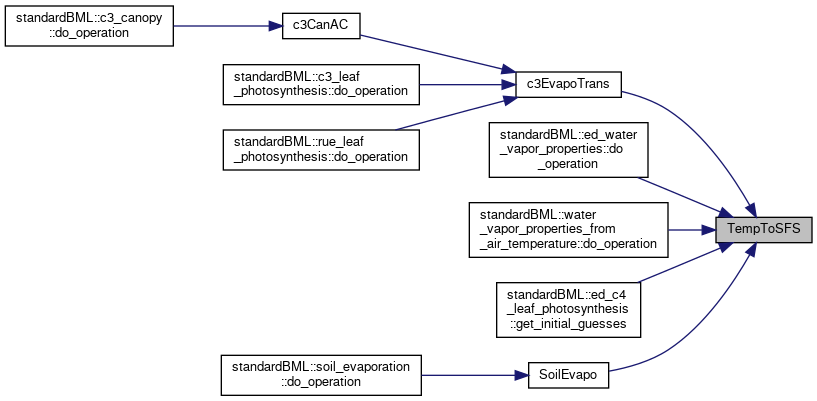 standardBML::c3_canopy
::do_operation
c3CanAC
standardBML::c3_leaf
_photosynthesis::do_operation
c3EvapoTrans
standardBML::rue_leaf
_photosynthesis::do_operation
standardBML::ed_water
_vapor_properties::do
_operation
standardBML::water
_vapor_properties_from
_air_temperature::do_operation
TempToSFS
standardBML::ed_c4
_leaf_photosynthesis
::get_initial_guesses
standardBML::soil_evaporation
::do_operation
SoilEvapo